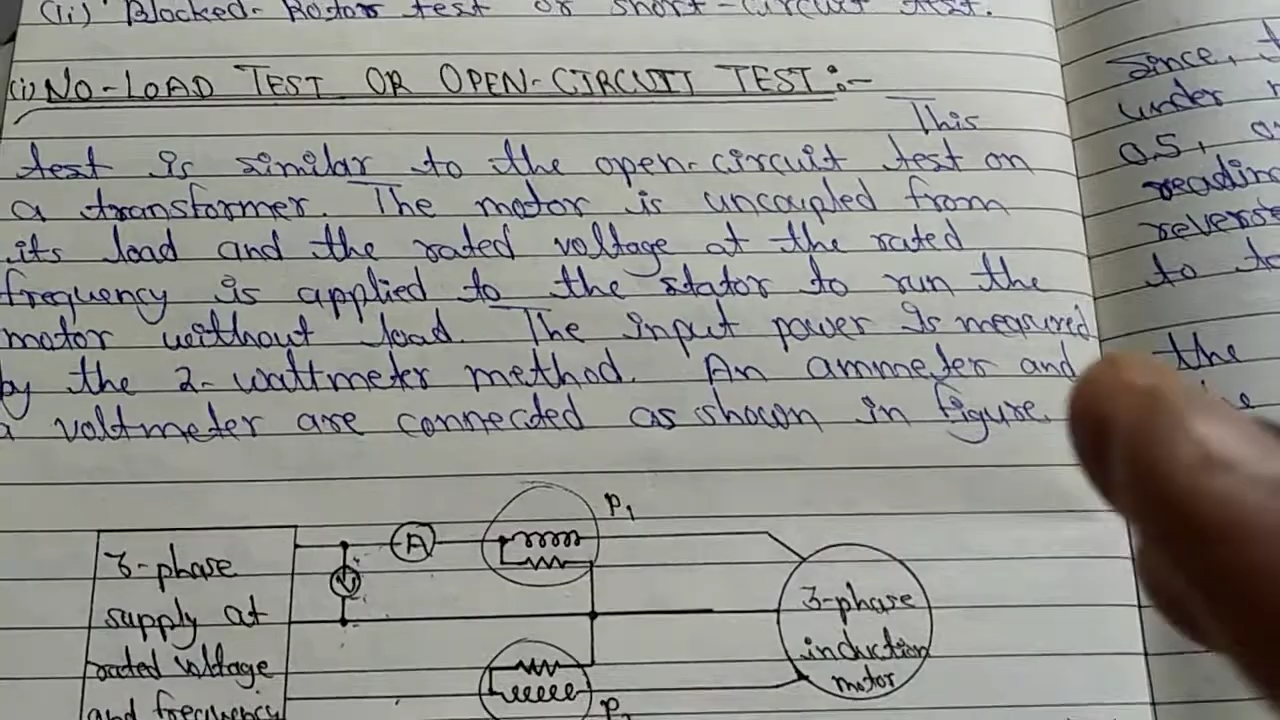 (ii) Blocked-Rotor test or short-circuit test.
(i) NO-LOAD TEST OR OPEN-CIRCUIT TEST:-
This
test is similar to the open-circuit test on
a transformer. The motor is uncoupled from
its load and the rated voltage at the rated
frequency is applied to the stator to run the
motor without load. The input power is measured
by the 2-wattmeter method. An ammeter and
a voltmeter are connected as shown in figure.
P1
A
V
3-phase
supply at
rated voltage
and frequency
3-phase
induction
motor
P2
Since, t
under
0.5,
reading
reverse
to
the